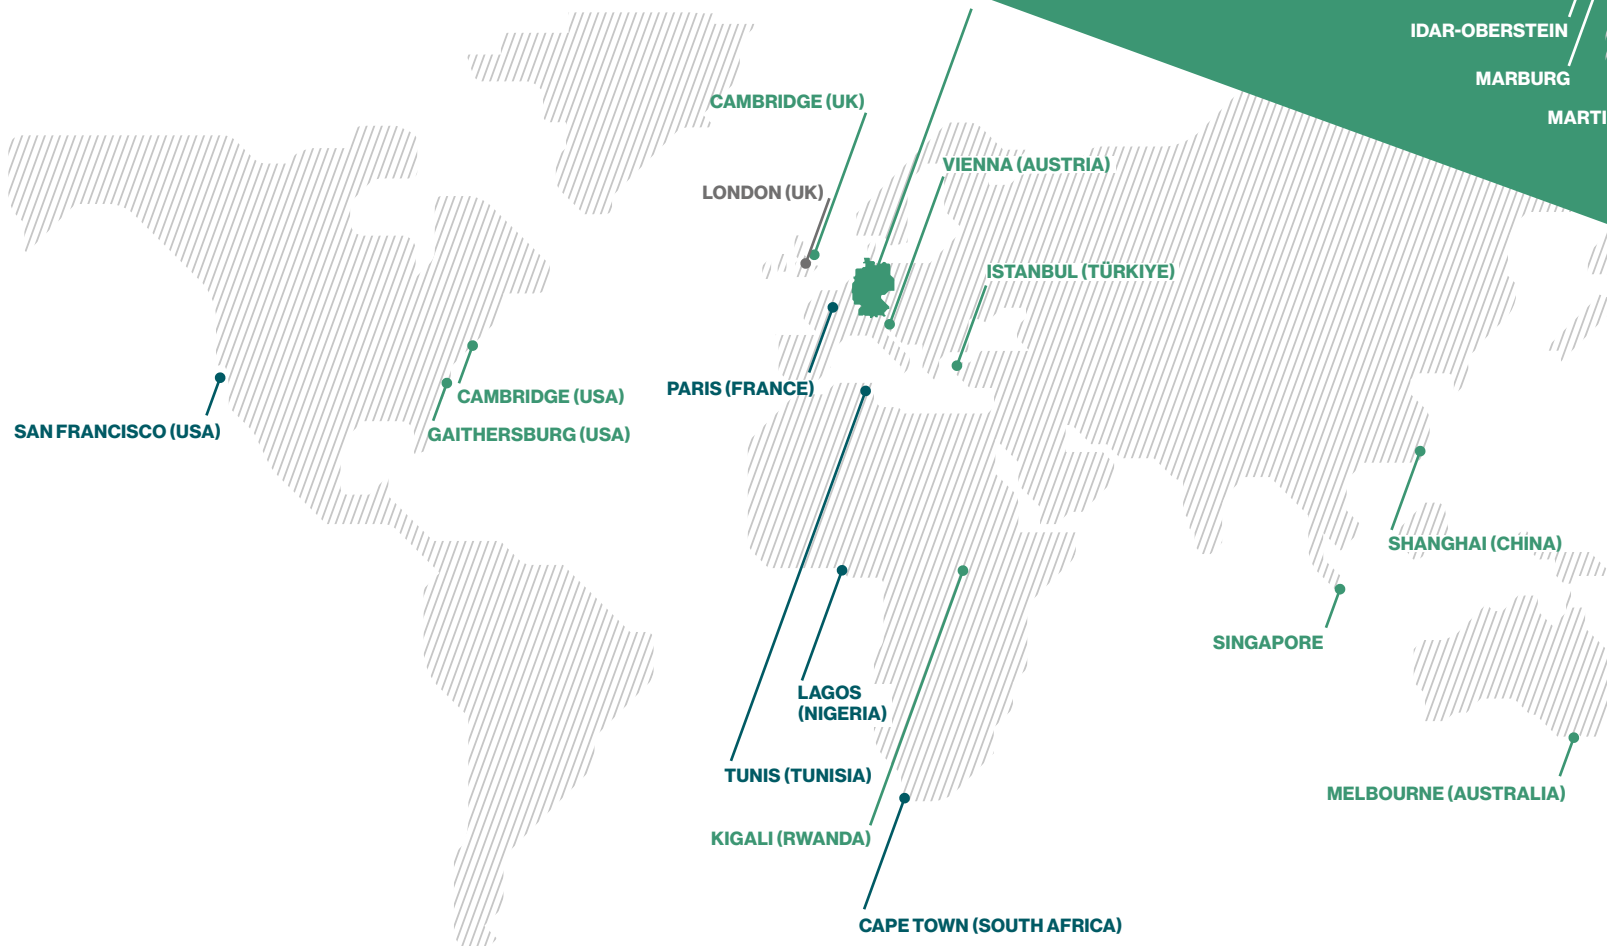 IDAR-OBERSTEIN
MARBURG
CAMBRIDGE (UK)
MARTI
VIENNA (AUSTRIA)
LONDON (UK)
ISTANBUL (TÜRKIYE)
PARIS (FRANCE)
CAMBRIDGE (USA)
SAN FRANCISCO (USA)
GAITHERSBURG (USA)
SHANGHAI (CHINA)
SINGAPORE
LAGOS
(NIGERIA)
TUNIS (TUNISIA)
MELBOURNE (AUSTRALIA)
KIGALI (RWANDA)
CAPE TOWN (SOUTH AFRICA)